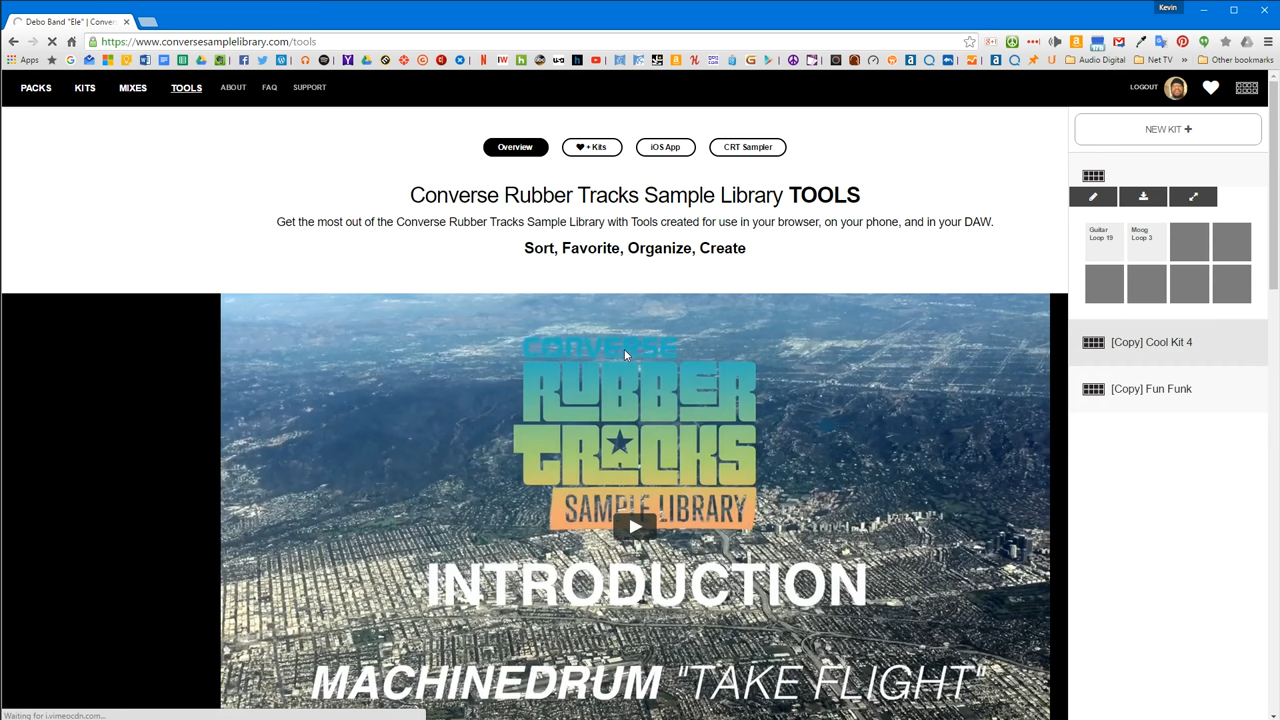 Kevin
Debo Band "Ele" | Convers
https://www.conversesamplelibrary.com/tools
Apps
Audio Digital
Net TV
»
Other bookmarks
PACKS KITS MIXES TOOLS ABOUT FAQ SUPPORT
LOGOUT
Overview
+ Kits
iOS App
CRT Sampler
NEW KIT +
Converse Rubber Tracks Sample Library TOOLS
Get the most out of the Converse Rubber Tracks Sample Library with Tools created for use in your browser, on your phone, and in your DAW.
Sort, Favorite, Organize, Create
Guitar
Loop 19
Moog
Loop 3
[Copy] Cool Kit 4
[Copy] Fun Funk
CONVERSE
RUBBER
TRACKS
SAMPLE LIBRARY
INTRODUCTION
MACHINEDRUM "TAKE FLIGHT"
Waiting for i.vimeocdn.com...